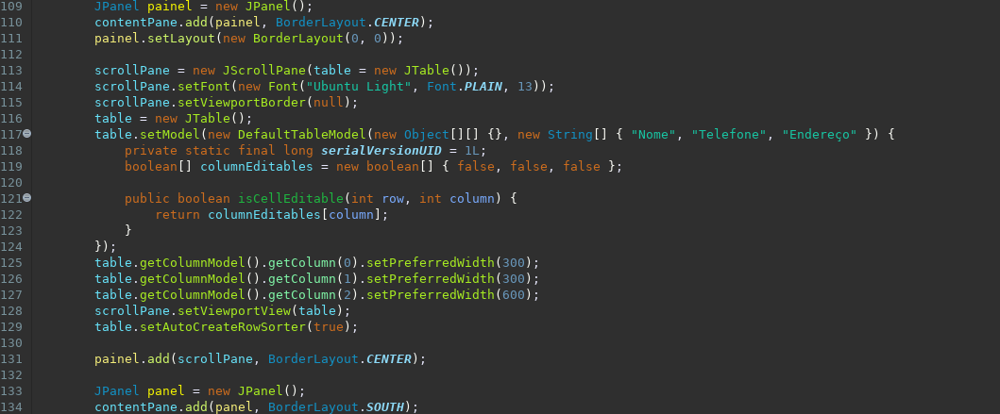 109        JPanel painel = new JPanel();
110        contentPane.add(painel, BorderLayout.CENTER);
111        painel.setLayout(new BorderLayout(0, 0));
112
113        scrollPane = new JScrollPane(table = new JTable());
114        scrollPane.setFont(new Font("Ubuntu Light", Font.PLAIN, 13));
115        scrollPane.setViewportBorder(null);
116        table = new JTable();
117        table.setModel(new DefaultTableModel(new Object[][] {}, new String[] { "Nome", "Telefone", "Endereço" }) {
118            private static final long serialVersionUID = 1L;
119            boolean[] columnEditables = new boolean[] { false, false, false };
120
121            public boolean isCellEditable(int row, int column) {
122                return columnEditables[column];
123            }
124        });
125        table.getColumnModel().getColumn(0).setPreferredWidth(300);
126        table.getColumnModel().getColumn(1).setPreferredWidth(300);
127        table.getColumnModel().getColumn(2).setPreferredWidth(600);
128        scrollPane.setViewportView(table);
129        table.setAutoCreateRowSorter(true);
130
131        painel.add(scrollPane, BorderLayout.CENTER);
132
133        JPanel panel = new JPanel();
134        contentPane.add(panel, BorderLayout.SOUTH);